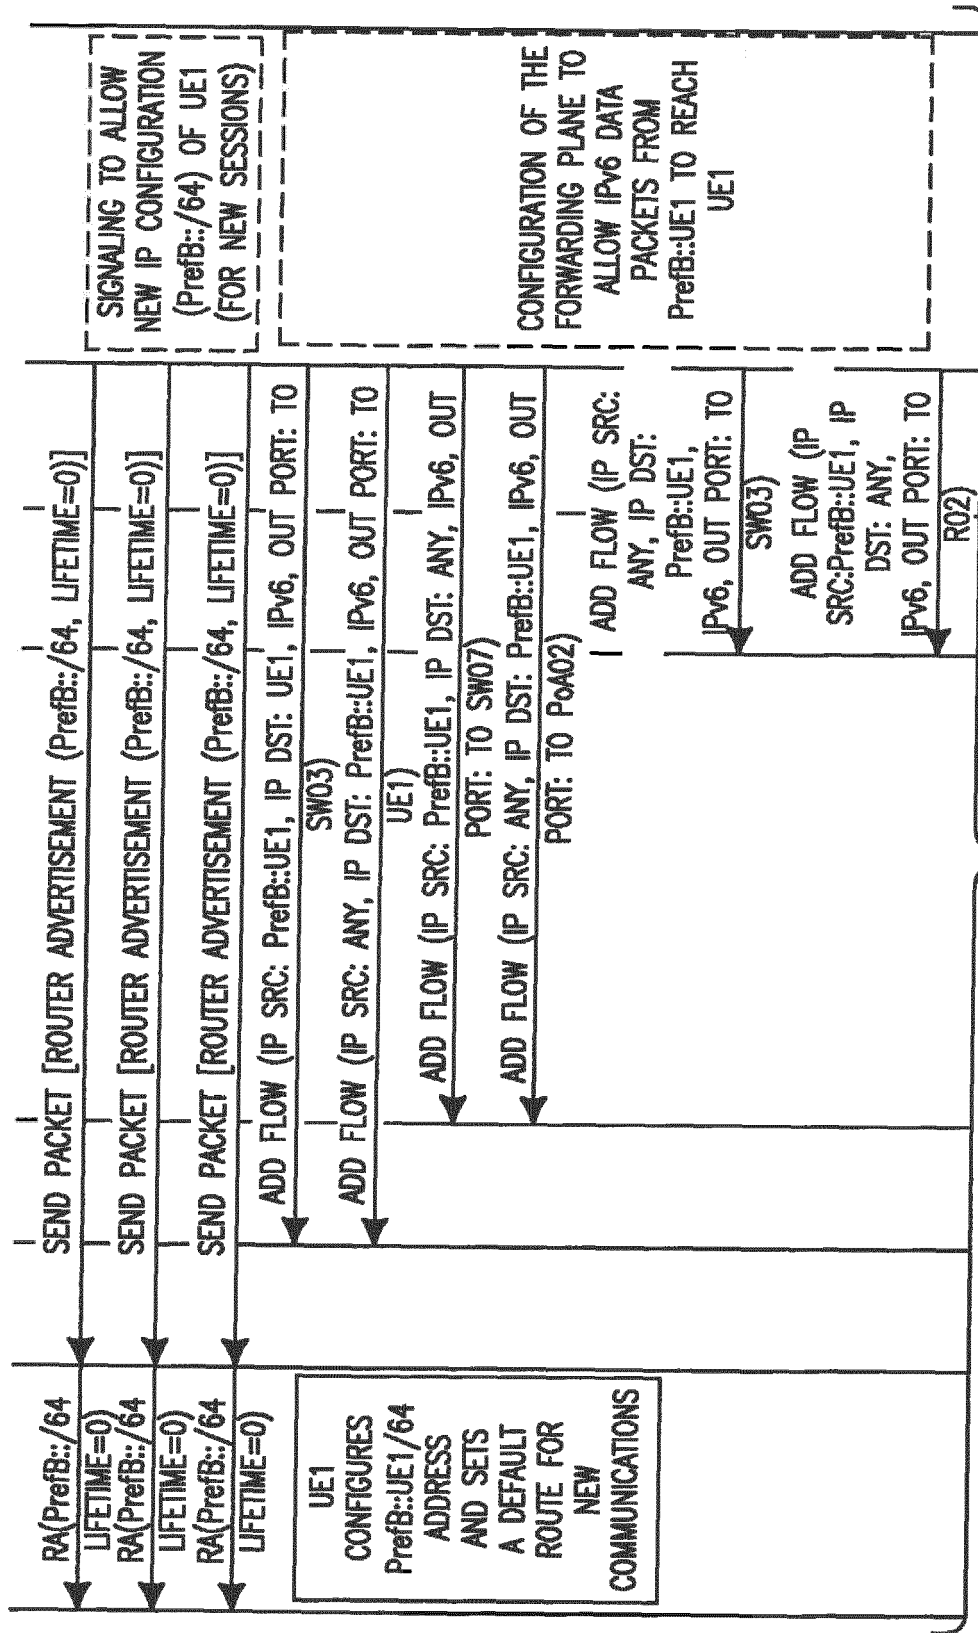 SEND PACKET [ROUTER ADVERTISEMENT (PrefB::/64, LIFETIME=0)]
SEND PACKET [ROUTER ADVERTISEMENT (PrefB::/64, LIFETIME=0)]
SEND PACKET [ROUTER ADVERTISEMENT (PrefB::/64, LIFETIME=0)]
RA(PrefB::/64
LIFETIME=0)
RA(PrefB::/64
LIFETIME=0)
RA(PrefB::/64
LIFETIME=0)
SIGNALING TO ALLOW
NEW IP CONFIGURATION
(PrefB::/64) OF UE1
(FOR NEW SESSIONS)
UE1
CONFIGURES
PrefB::UE1/64
ADDRESS
AND SETS
A DEFAULT
ROUTE FOR
NEW
COMMUNICATIONS
ADD FLOW (IP SRC: PrefB::UE1, IP DST: UE1, IPv6, OUT PORT: TO
SW03)
ADD FLOW (IP SRC: ANY, IP DST: PrefB::UE1, IPv6, OUT PORT: TO
UE1)
ADD FLOW (IP SRC: PrefB::UE1, IP DST: ANY, IPv6, OUT
PORT: TO SW07)
ADD FLOW (IP SRC: ANY, IP DST: PrefB::UE1, IPv6, OUT
PORT: TO PoA02)
ADD FLOW (IP SRC:
ANY, IP DST:
PrefB::UE1,
IPv6, OUT PORT: TO
SW03)
ADD FLOW (IP
SRC:PrefB::UE1, IP
DST: ANY,
IPv6, OUT PORT: TO
R02)
CONFIGURATION OF THE
FORWARDING PLANE TO
ALLOW IPv6 DATA
PACKETS FROM
PrefB::UE1 TO REACH
UE1